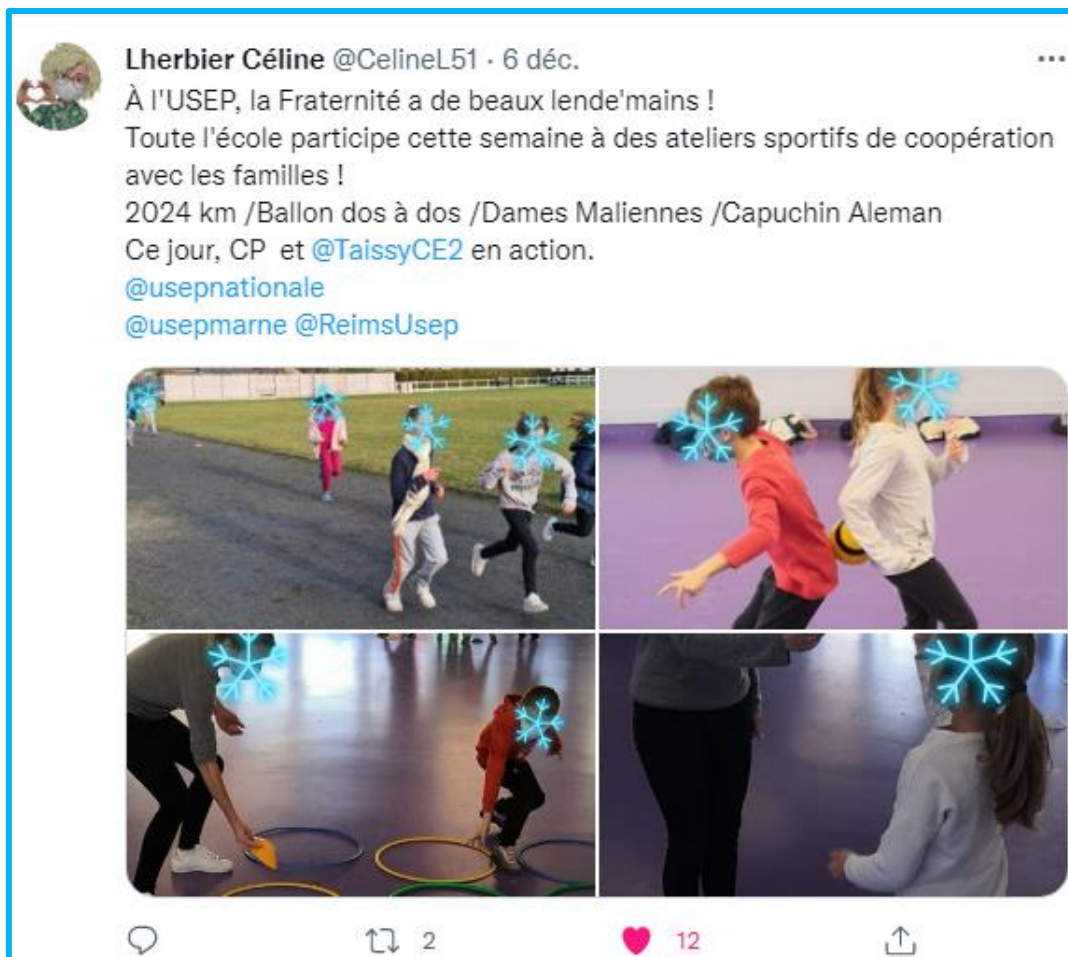 Lherbier Céline @CelineL51 · 6 déc.
À l'USEP, la Fraternité a de beaux lende'mains !
Toute l'école participe cette semaine à des ateliers sportifs de coopération
avec les familles !
2024 km /Ballon dos à dos /Dames Maliennes /Capuchin Aleman
Ce jour, CP et @TaissyCE2 en action.
@usepnationale
@usepmarne @ReimsUsep
2 12